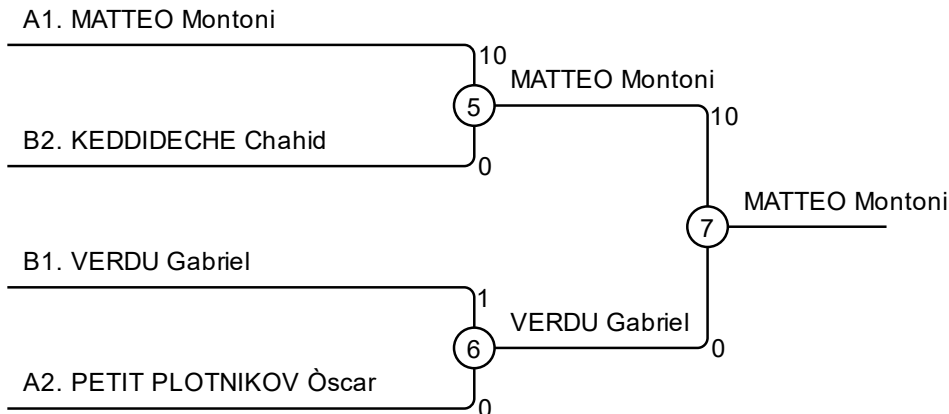 A1. MATTEO Montoni
10
MATTEO Montoni
5
10
B2. KEDDIDECHE Chahid
0
MATTEO Montoni
7
B1. VERDU Gabriel
1
VERDU Gabriel
6
0
A2. PETIT PLOTNIKOV Òscar
0